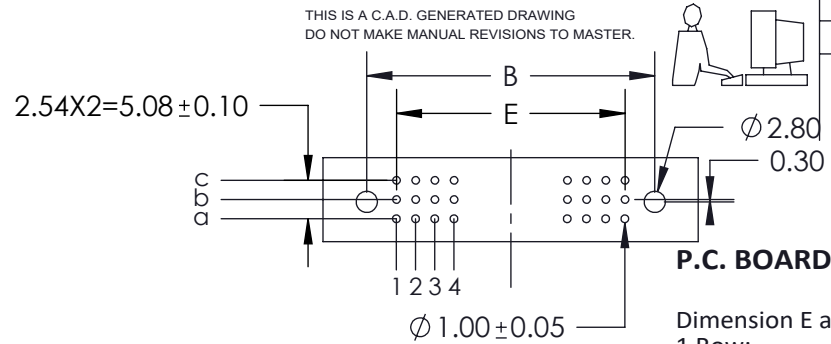 THIS IS A C.A.D. GENERATED DRAWING
DO NOT MAKE MANUAL REVISIONS TO MASTER.
B
2.54X2=5.08±0.10
E
∅2.80
0.30
c
b
a
1 2 3 4
P.C. BOARD
∅1.00±0.05
Dimension E a
1 Row: